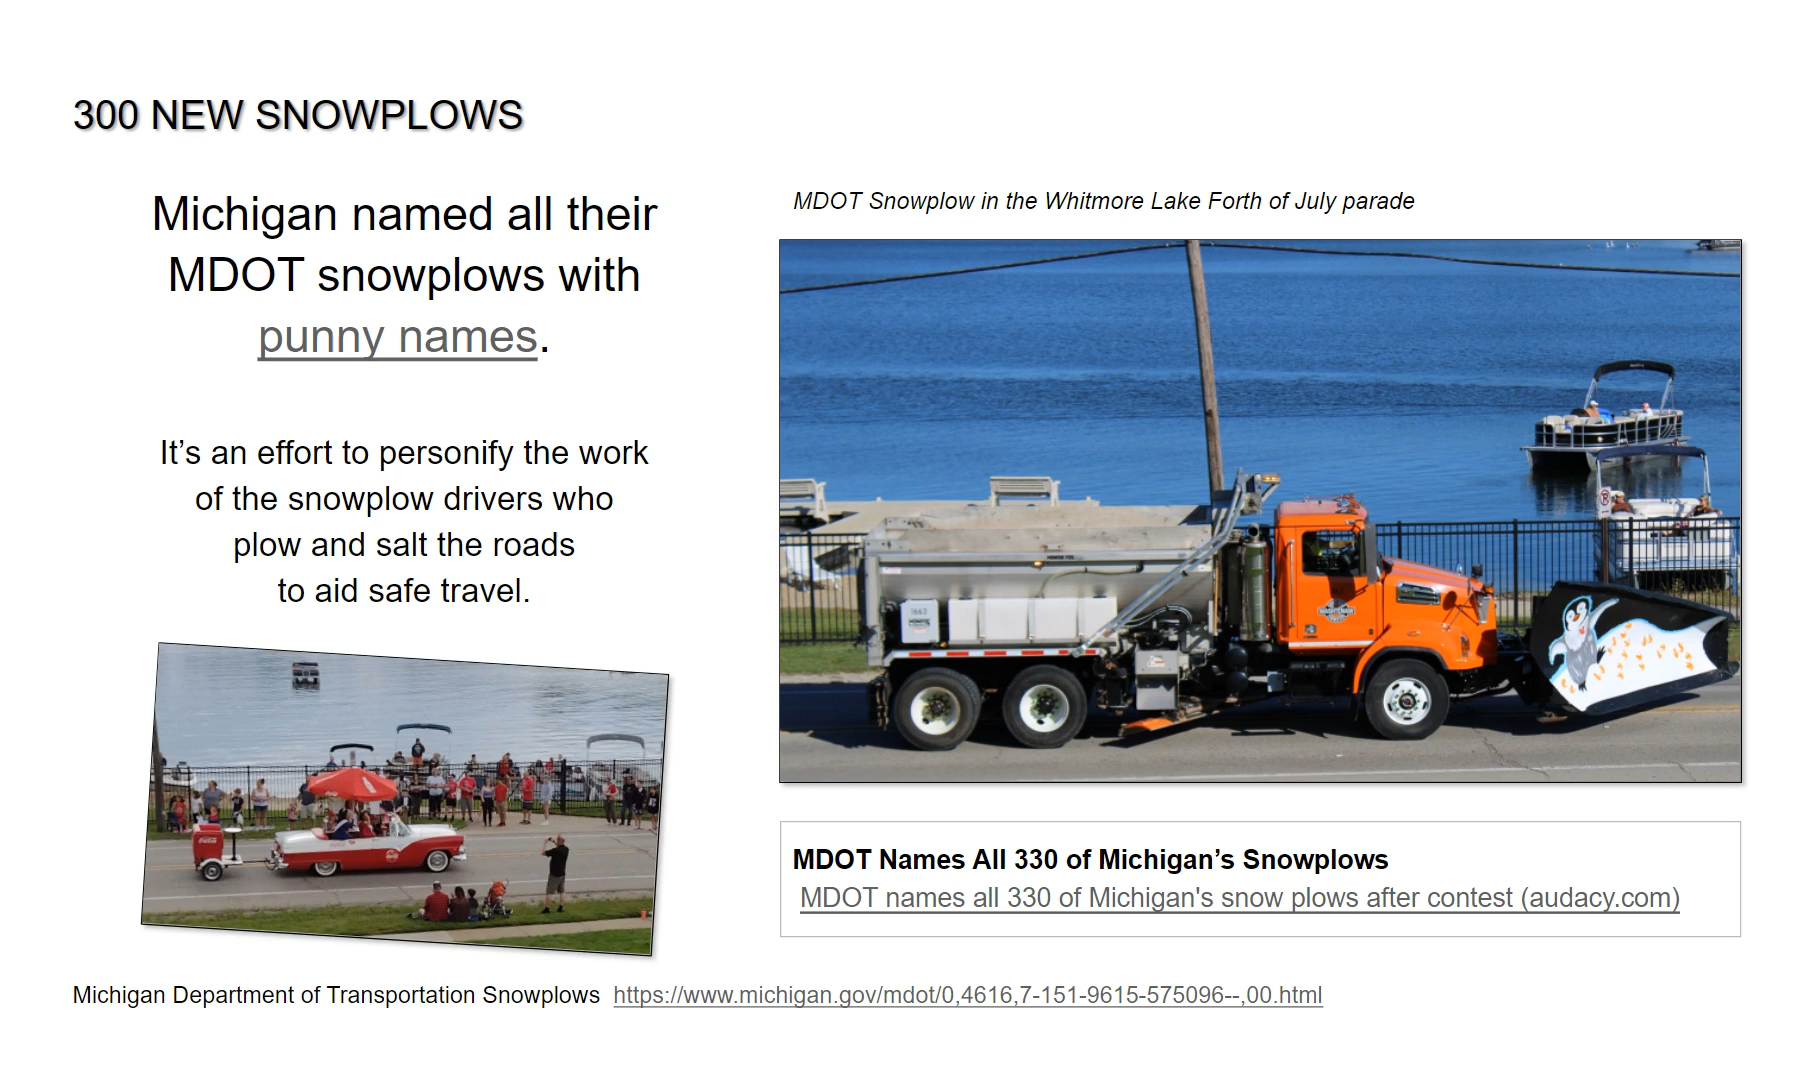 300 NEW SNOWPLOWS
Michigan named all their
MDOT snowplows with
punny names.
It’s an effort to personify the work
of the snowplow drivers who
plow and salt the roads
to aid safe travel.
MDOT Snowplow in the Whitmore Lake Forth of July parade
1663
WASHTENAW
MDOT Names All 330 of Michigan’s Snowplows
MDOT names all 330 of Michigan's snow plows after contest (audacy.com)
Michigan Department of Transportation Snowplows https://www.michigan.gov/mdot/0,4616,7-151-9615-575096--,00.html